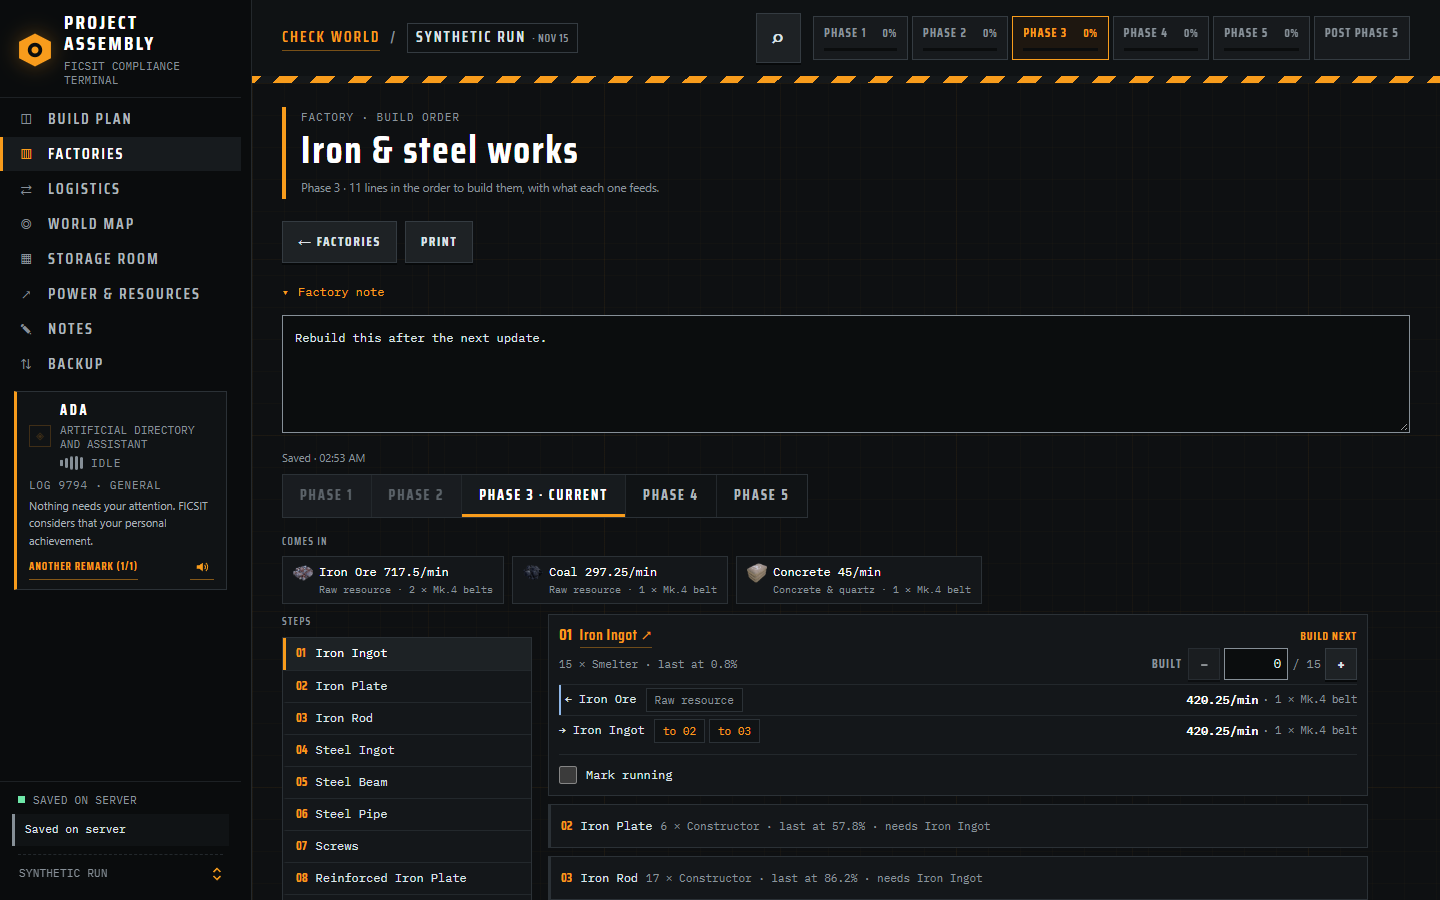 PROJECT
ASSEMBLY
FICSIT COMPLIANCE
TERMINAL
BUILD PLAN
FACTORIES
LOGISTICS
WORLD MAP
STORAGE ROOM
POWER & RESOURCES
NOTES
BACKUP
ADA
ARTIFICIAL DIRECTORY
AND ASSISTANT
IDLE
LOG 9794 · GENERAL
Nothing needs your attention. FICSIT
considers that your personal
achievement.
ANOTHER REMARK (1/1)
SAVED ON SERVER
Saved on server
SYNTHETIC RUN
CHECK WORLD / SYNTHETIC RUN · NOV 15
PHASE 1 0% PHASE 2 0% PHASE 3 0% PHASE 4 0% PHASE 5 0% POST PHASE 5
FACTORY · BUILD ORDER
Iron & steel works
Phase 3 · 11 lines in the order to build them, with what each one feeds.
← FACTORIES PRINT
▾ Factory note
Rebuild this after the next update.
Saved · 02:53 AM
PHASE 1 PHASE 2 PHASE 3 · CURRENT PHASE 4 PHASE 5
COMES IN
Iron Ore 717.5/min
Raw resource · 2 × Mk.4 belts
Coal 297.25/min
Raw resource · 1 × Mk.4 belt
Concrete 45/min
Concrete & quartz · 1 × Mk.4 belt
STEPS
01 Iron Ingot
02 Iron Plate
03 Iron Rod
04 Steel Ingot
05 Steel Beam
06 Steel Pipe
07 Screws
08 Reinforced Iron Plate
01 Iron Ingot ↗ BUILD NEXT
15 × Smelter · last at 0.8% BUILT − 0 / 15 +
← Iron Ore Raw resource 420.25/min · 1 × Mk.4 belt
→ Iron Ingot to 02 to 03 420.25/min · 1 × Mk.4 belt
Mark running
02 Iron Plate 6 × Constructor · last at 57.8% · needs Iron Ingot
03 Iron Rod 17 × Constructor · last at 86.2% · needs Iron Ingot